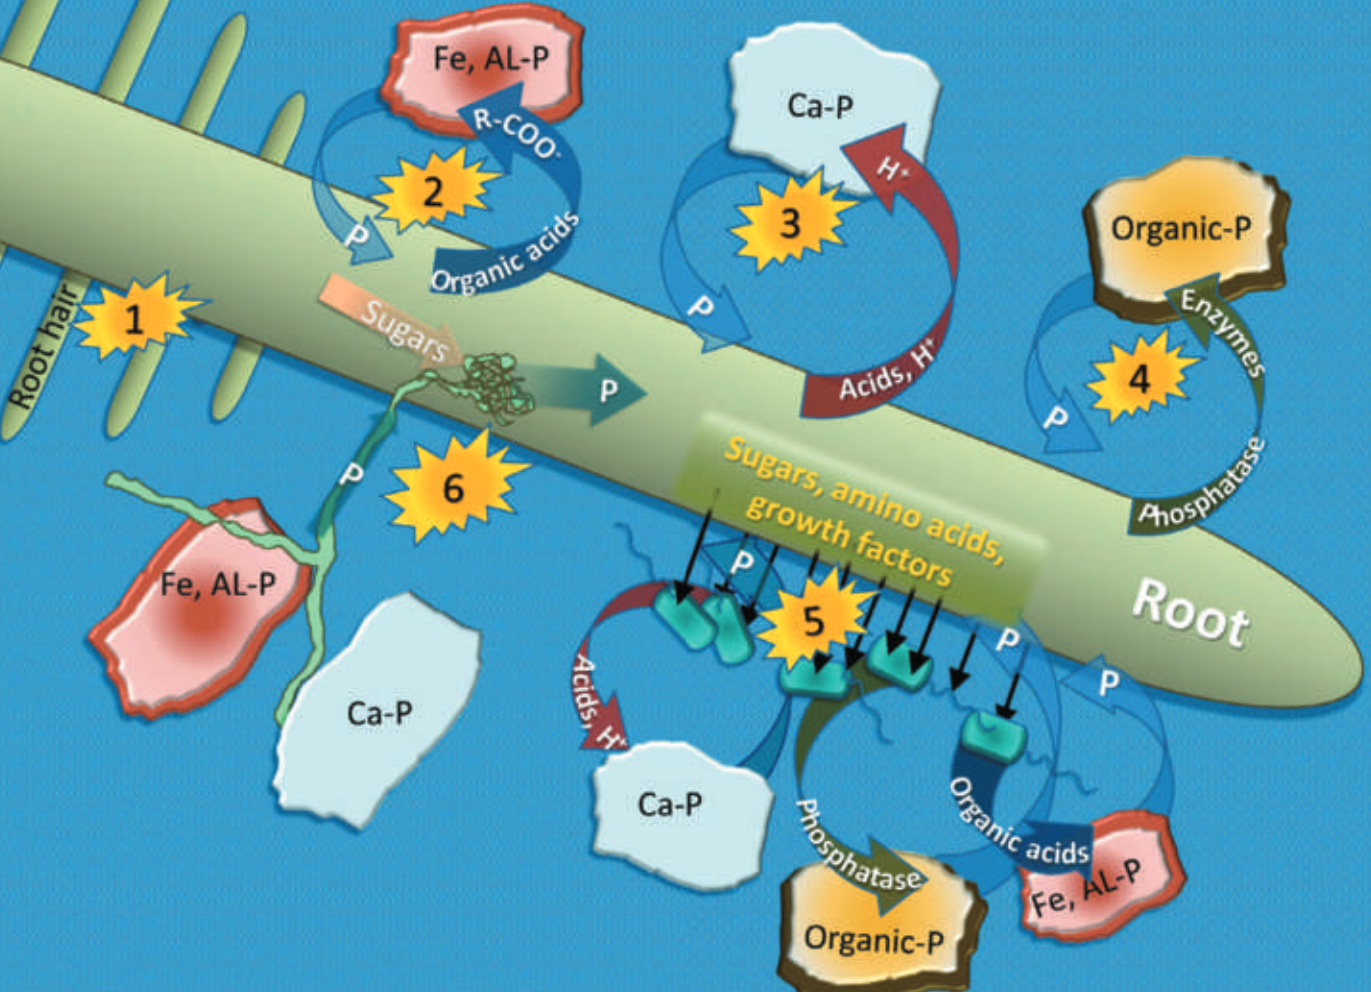 Fe, AL-P
R-COO-
2
P
Organic acids
Ca-P
H+
3
P
Acids, H+
Organic-P
Enzymes
4
P
Phosphatase
Root hair
1
Sugars
P
P
6
Fe, AL-P
Ca-P
Sugars, amino acids,
growth factors
Root
P
5
P
P
Acids, H+
Ca-P
Phosphatase
Organic-P
Organic acids
Fe, AL-P